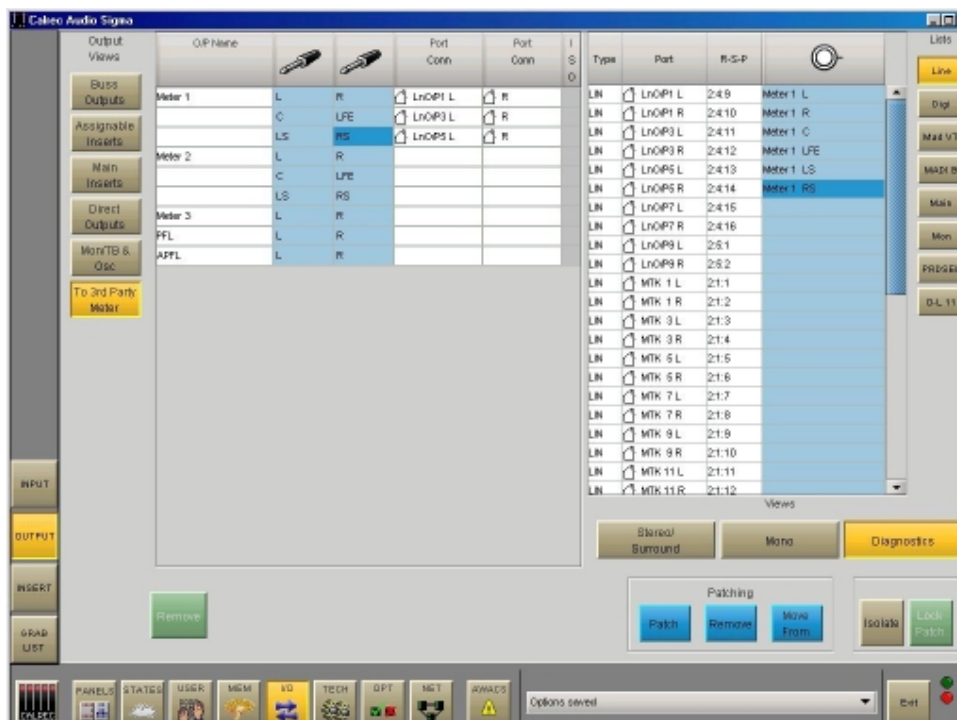 Calrec Audio Sigma
Output Views
Buss Outputs
Assignable Inserts
Main Inserts
Direct Outputs
Mon/TB & Osc
To 3rd Party Meter
INPUT
OUTPUT
INSERT
GRAB LIST
O/P Name Port Conn Port Conn ISO
Meter 1 L R LnO/P1 L R
C LFE LnO/P3 L R
LS RS LnO/P5 L R
Meter 2 L R
C LFE
LS RS
Meter 3 L R
PFL L R
APFL L R
Remove
Type Port R-S-P
LIN LnO/P1 L 2:4:9 Meter 1 L
LIN LnO/P1 R 2:4:10 Meter 1 R
LIN LnO/P3 L 2:4:11 Meter 1 C
LIN LnO/P3 R 2:4:12 Meter 1 LFE
LIN LnO/P5 L 2:4:13 Meter 1 LS
LIN LnO/P5 R 2:4:14 Meter 1 RS
LIN LnO/P7 L 2:4:15
LIN LnO/P7 R 2:4:16
LIN LnO/P9 L 2:5:1
LIN LnO/P9 R 2:5:2
LIN MTK 1 L 2:1:1
LIN MTK 1 R 2:1:2
LIN MTK 3 L 2:1:3
LIN MTK 3 R 2:1:4
LIN MTK 5 L 2:1:5
LIN MTK 5 R 2:1:6
LIN MTK 7 L 2:1:7
LIN MTK 7 R 2:1:8
LIN MTK 9 L 2:1:9
LIN MTK 9 R 2:1:10
LIN MTK 11 L 2:1:11
LIN MTK 11 R 2:1:12
Lists
Line
Digi
MADI B
Main
Mon
Views
Stereo/ Surround
Mono
Diagnostics
Patching
Patch
Remove
Move From
Isolate
Lock Patch
CALREC
PANELS
STATES
USER
MEM
I/O
TECH
OPT
NET
AWACS
Options saved
Exit